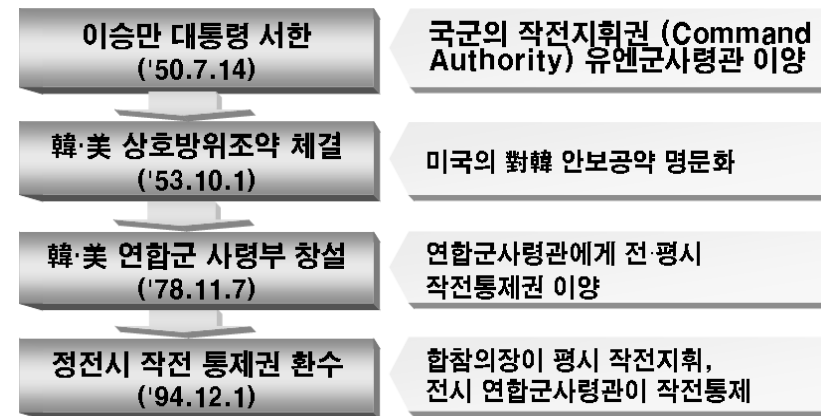 이승만 대통령 서한
('50.7.14)
국군의 작전지휘권 (Command
Authority) 유엔군사령관 이양
韓·美 상호방위조약 체결
('53.10.1)
미국의 對韓 안보공약 명문화
韓·美 연합군 사령부 창설
('78.11.7)
연합군사령관에게 전·평시
작전통제권 이양
정전시 작전 통제권 환수
('94.12.1)
합참의장이 평시 작전지휘,
전시 연합군사령관이 작전통제